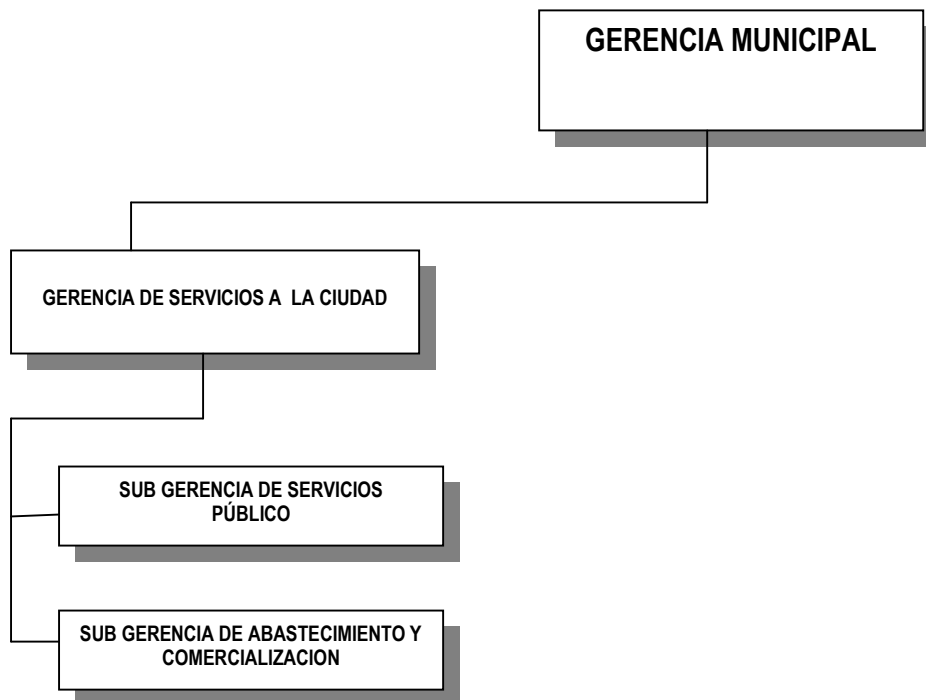 GERENCIA MUNICIPAL
GERENCIA DE SERVICIOS A LA CIUDAD
SUB GERENCIA DE SERVICIOS
PÚBLICO
SUB GERENCIA DE ABASTECIMIENTO Y
COMERCIALIZACION